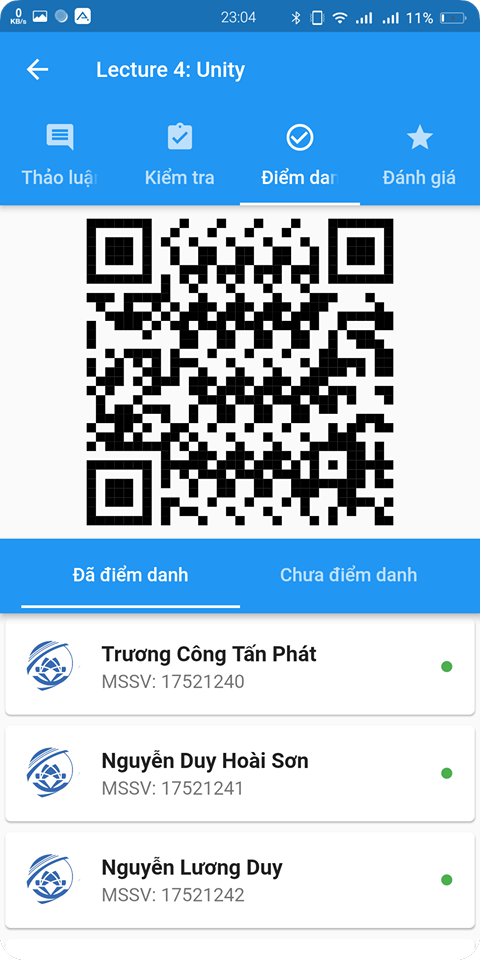 0
KB/s
23:04
11%
Lecture 4: Unity
Thảo luận
Kiểm tra
Điểm dan
Đánh giá
Đã điểm danh
Chưa điểm danh
Trương Công Tấn Phát
MSSV: 17521240
Nguyễn Duy Hoài Sơn
MSSV: 17521241
Nguyễn Lương Duy
MSSV: 17521242